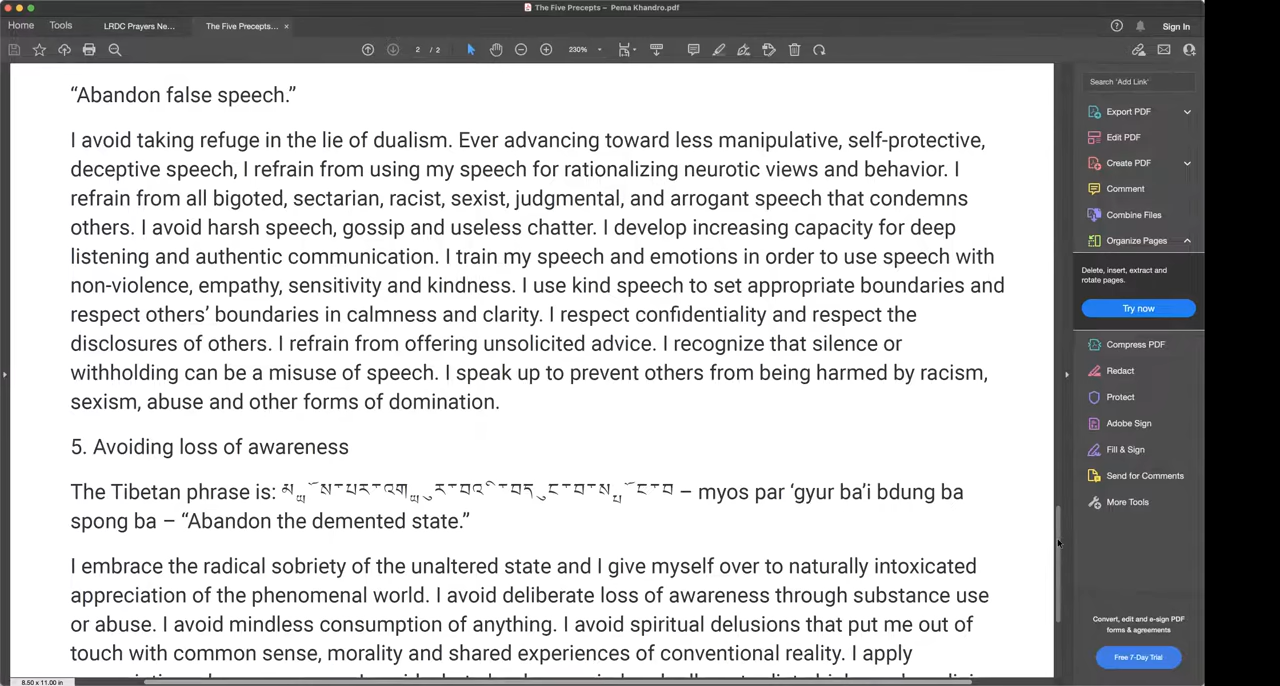 The Five Precepts – Pema Khandro.pdf
Home
Tools
LRDC Prayers Ne...
The Five Precepts... ×
Sign In
2 / 2
230%
“Abandon false speech.”
I avoid taking refuge in the lie of dualism. Ever advancing toward less manipulative, self-protective,
deceptive speech, I refrain from using my speech for rationalizing neurotic views and behavior. I
refrain from all bigoted, sectarian, racist, sexist, judgmental, and arrogant speech that condemns
others. I avoid harsh speech, gossip and useless chatter. I develop increasing capacity for deep
listening and authentic communication. I train my speech and emotions in order to use speech with
non-violence, empathy, sensitivity and kindness. I use kind speech to set appropriate boundaries and
respect others’ boundaries in calmness and clarity. I respect confidentiality and respect the
disclosures of others. I refrain from offering unsolicited advice. I recognize that silence or
withholding can be a misuse of speech. I speak up to prevent others from being harmed by racism,
sexism, abuse and other forms of domination.
5. Avoiding loss of awareness
The Tibetan phrase is: – myos par ‘gyur ba’i bdung ba
spong ba – “Abandon the demented state.”
I embrace the radical sobriety of the unaltered state and I give myself over to naturally intoxicated
appreciation of the phenomenal world. I avoid deliberate loss of awareness through substance use
or abuse. I avoid mindless consumption of anything. I avoid spiritual delusions that put me out of
touch with common sense, morality and shared experiences of conventional reality. I apply
8.50 x 11.00 in
Search 'Add Link'
Export PDF
Edit PDF
Create PDF
Comment
Combine Files
Organize Pages
Delete, insert, extract and
rotate pages.
Try now
Compress PDF
Redact
Protect
Adobe Sign
Fill & Sign
Send for Comments
More Tools
Convert, edit and e-sign PDF
forms & agreements
Free 7-Day Trial